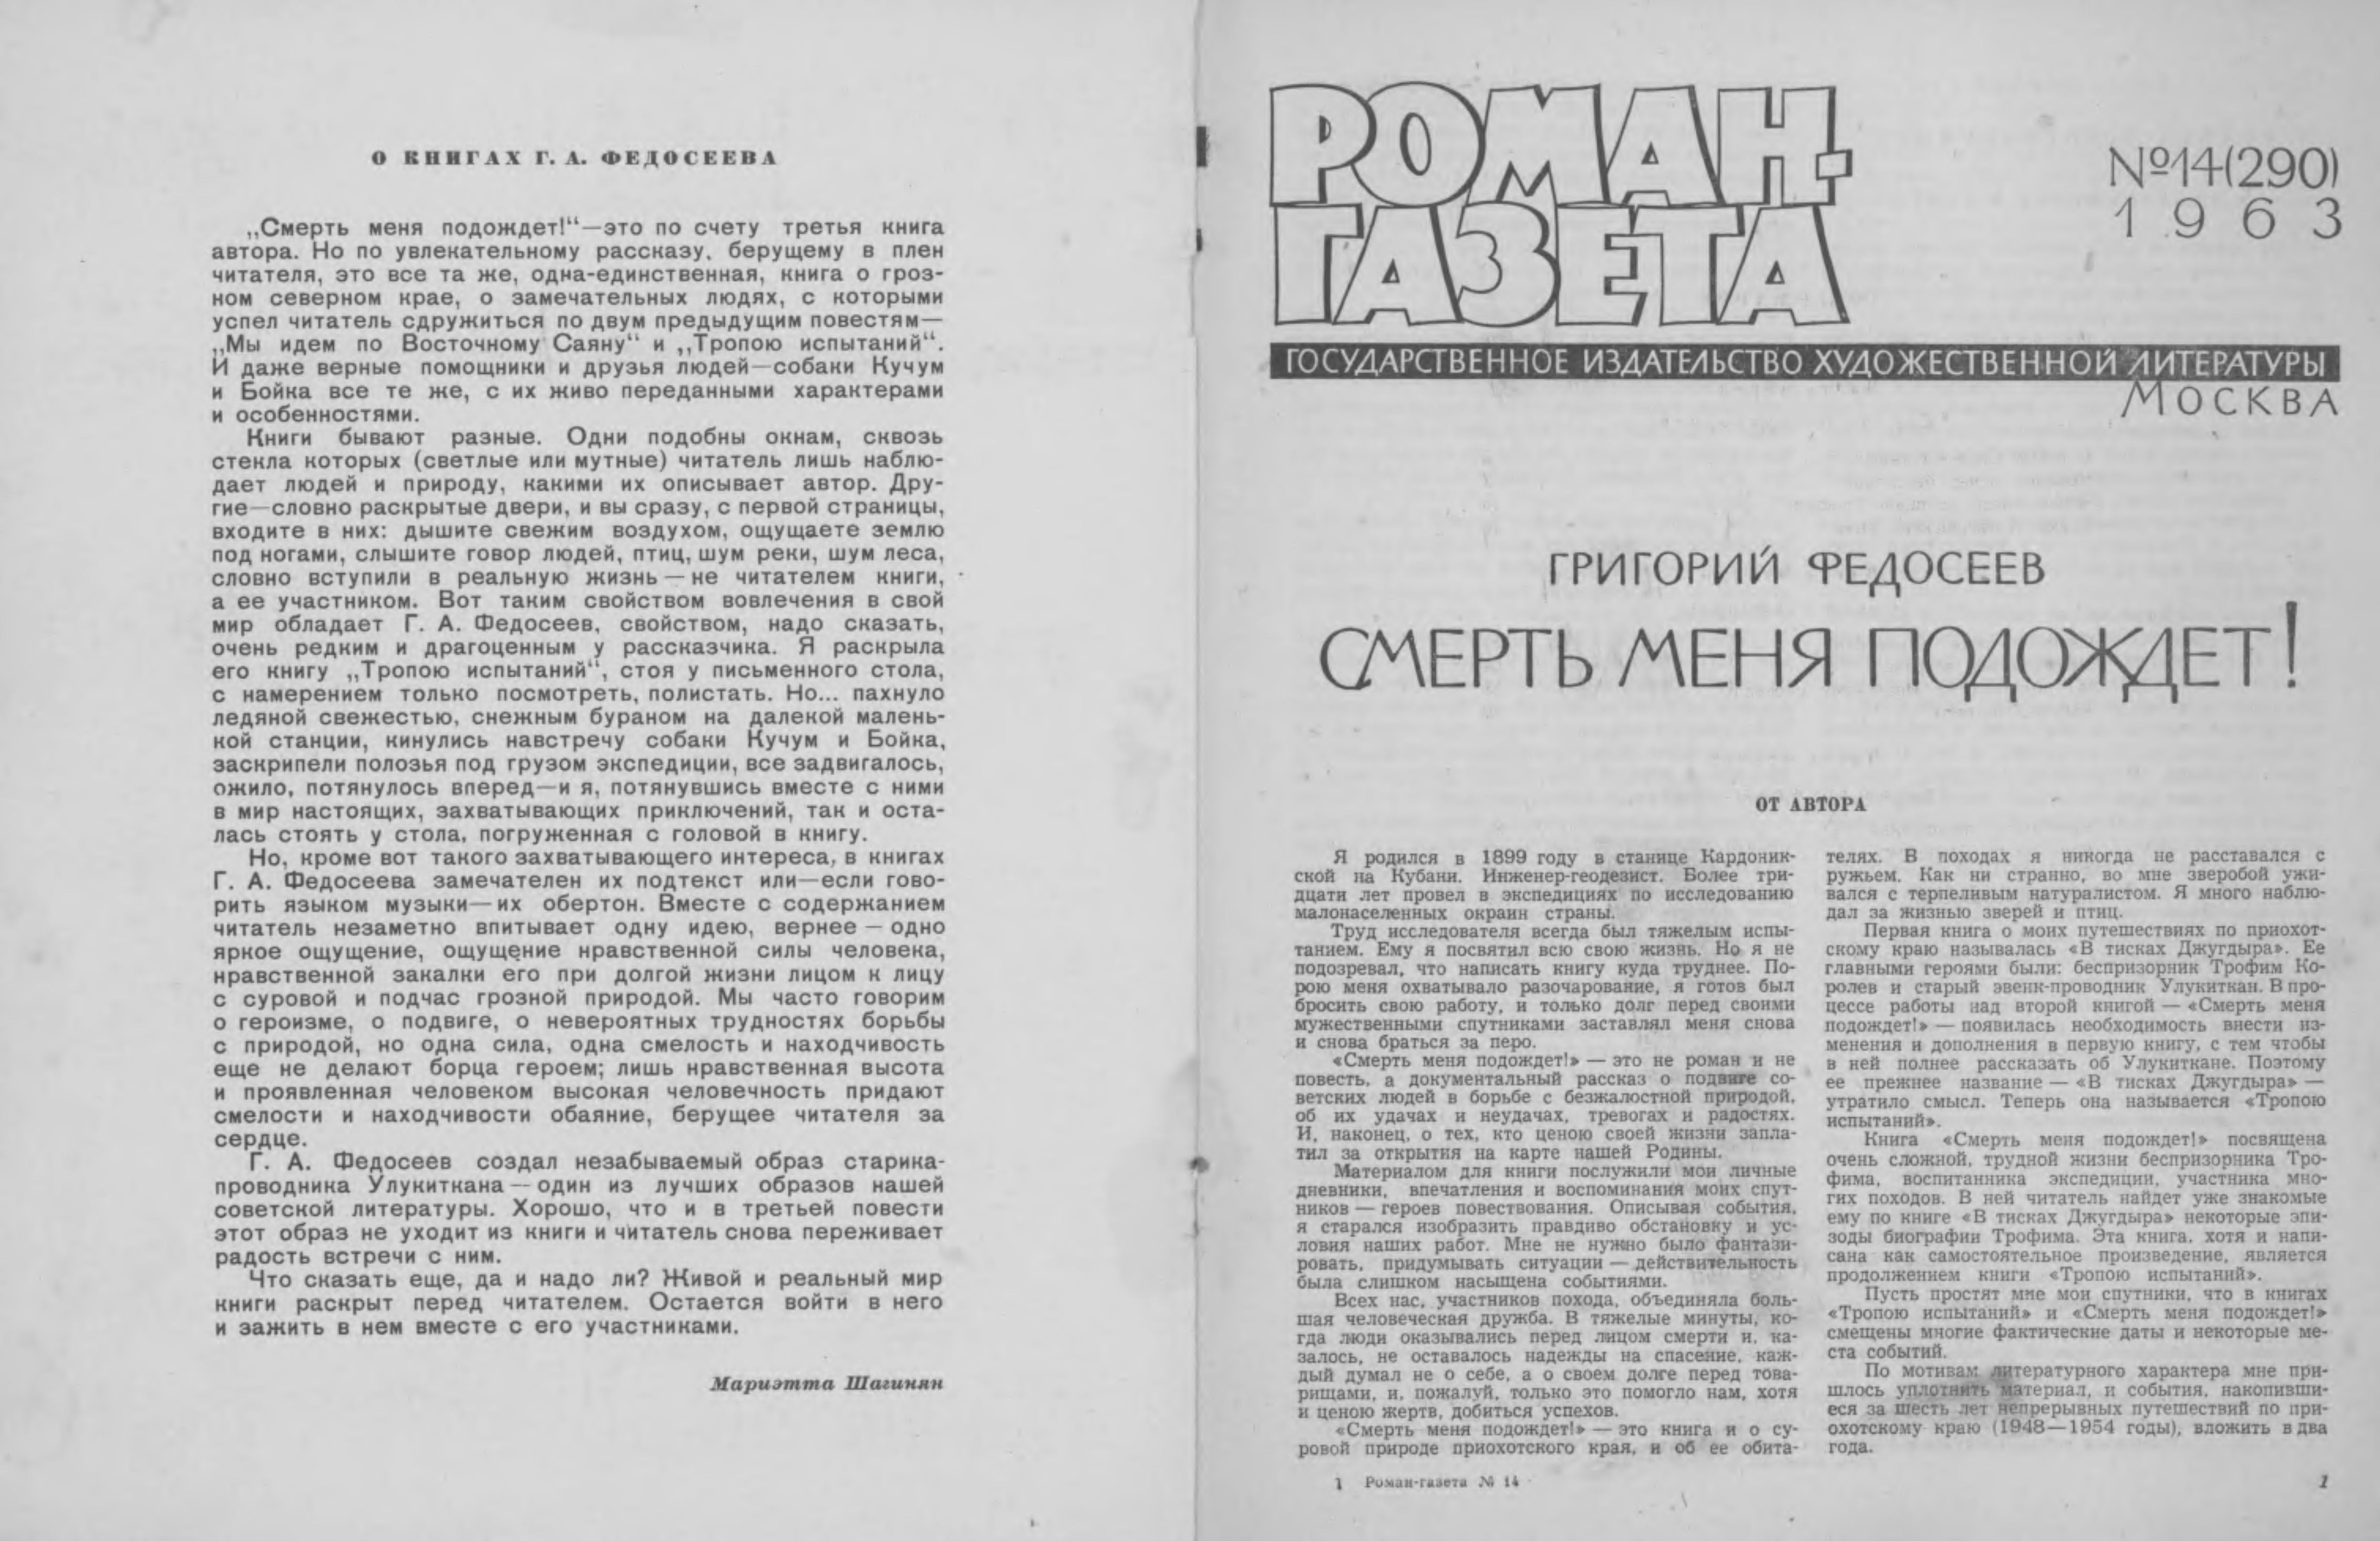 О КНИГАХ Г. А. ФЕДОСЕЕВА
„Смерть меня подождет!“—это по счету третья книга
автора. Но по увлекательному рассказу, берущему в плен
читателя, это все та же, одна-единственная, книга о гроз-
ном северном крае, о замечательных людях, с которыми
успел читатель сдружиться по двум предыдущим повестям—
„Мы идем по Восточному Саяну“ и „Тропою испытаний“.
И даже верные помощники и друзья людей—собаки Кучум
и Бойка все те же, с их живо переданными характерами
и особенностями.
Книги бывают разные. Одни подобны окнам, сквозь
стекла которых (светлые или мутные) читатель лишь наблю-
дает людей и природу, какими их описывает автор. Дру-
гие—словно раскрытые двери, и вы сразу, с первой страницы,
входите в них: дышите свежим воздухом, ощущаете землю
под ногами, слышите говор людей, птиц, шум реки, шум леса,
словно вступили в реальную жизнь — не читателем книги,
а ее участником. Вот таким свойством вовлечения в свой
мир обладает Г. А. Федосеев, свойством, надо сказать,
очень редким и драгоценным у рассказчика. Я раскрыла
его книгу „Тропою испытаний“, стоя у письменного стола,
с намерением только посмотреть, полистать. Но... пахнуло
ледяной свежестью, снежным бураном на далекой малень-
кой станции, кинулись навстречу собаки Кучум и Бойка,
заскрипели полозья под грузом экспедиции, все задвигалось,
ожило, потянулось вперед—и я, потянувшись вместе с ними
в мир настоящих, захватывающих приключений, так и оста-
лась стоять у стола, погруженная с головой в книгу.
Но, кроме вот такого захватывающего интереса, в книгах
Г. А. Федосеева замечателен их подтекст или—если гово-
рить языком музыки—их обертон. Вместе с содержанием
читатель незаметно впитывает одну идею, вернее — одно
яркое ощущение, ощущение нравственной силы человека,
нравственной закалки его при долгой жизни лицом к лицу
с суровой и подчас грозной природой. Мы часто говорим
о героизме, о подвиге, о невероятных трудностях борьбы
с природой, но одна сила, одна смелость и находчивость
еще не делают борца героем; лишь нравственная высота
и проявленная человеком высокая человечность придают
смелости и находчивости обаяние, берущее читателя за
сердце.
Г. А. Федосеев создал незабываемый образ старика-
проводника Улукиткана — один из лучших образов нашей
советской литературы. Хорошо, что и в третьей повести
этот образ не уходит из книги и читатель снова переживает
радость встречи с ним.
Что сказать еще, да и надо ли? Живой и реальный мир
книги раскрыт перед читателем. Остается войти в него
и зажить в нем вместе с его участниками.
Мариэтта Шагинян
РОМАН-
ГАЗЕТА
№14(290)
1963
ГОСУДАРСТВЕННОЕ ИЗДАТЕЛЬСТВО ХУДОЖЕСТВЕННОЙ ЛИТЕРАТУРЫ
МОСКВА
ГРИГОРИЙ ФЕДОСЕЕВ
СМЕРТЬ МЕНЯ ПОДОЖДЕТ!
ОТ АВТОРА
Я родился в 1899 году в станице Кардоник-
ской на Кубани. Инженер-геодезист. Более три-
дцати лет провел в экспедициях по исследованию
малонаселенных окраин страны.
Труд исследователя всегда был тяжелым испы-
танием. Ему я посвятил всю свою жизнь. Но я не
подозревал, что написать книгу куда труднее. По-
рою меня охватывало разочарование, я готов был
бросить свою работу, и только долг перед своими
мужественными спутниками заставлял меня снова
и снова браться за перо.
«Смерть меня подождет!» — это не роман и не
повесть, а документальный рассказ о подвиге со-
ветских людей в борьбе с безжалостной природой,
об их удачах и неудачах, тревогах и радостях.
И, наконец, о тех, кто ценою своей жизни запла-
тил за открытия на карте нашей Родины.
Материалом для книги послужили мои личные
дневники, впечатления и воспоминания моих спут-
ников — героев повествования. Описывая события,
я старался изобразить правдиво обстановку и ус-
ловия наших работ. Мне не нужно было фантази-
ровать, придумывать ситуации — действительность
была слишком насыщена событиями.
Всех нас, участников похода, объединяла боль-
шая человеческая дружба. В тяжелые минуты, ко-
гда люди оказывались перед лицом смерти и, ка-
залось, не оставалось надежды на спасение, каж-
дый думал не о себе, а о своем долге перед това-
рищами, и, пожалуй, только это помогло нам, хотя
и ценою жертв, добиться успехов.
«Смерть меня подождет!» — это книга и о су-
ровой природе приохотского края, и об ее обита-
1 Роман-газета № 14
телях. В походах я никогда не расставался с
ружьем. Как ни странно, во мне зверобой ужи-
вался с терпеливым натуралистом. Я много наблю-
дал за жизнью зверей и птиц.
Первая книга о моих путешествиях по приохот-
скому краю называлась «В тисках Джугдыра». Ее
главными героями были: беспризорник Трофим Ко-
ролев и старый эвенк-проводник Улукиткан. В про-
цессе работы над второй книгой — «Смерть меня
подождет!» — появилась необходимость внести из-
менения и дополнения в первую книгу, с тем чтобы
в ней полнее рассказать об Улукиткане. Поэтому
ее прежнее название — «В тисках Джугдыра» —
утратило смысл. Теперь она называется «Тропою
испытаний».
Книга «Смерть меня подождет!» посвящена
очень сложной, трудной жизни беспризорника Тро-
фима, воспитанника экспедиции, участника мно-
гих походов. В ней читатель найдет уже знакомые
ему по книге «В тисках Джугдыра» некоторые эпи-
зоды биографии Трофима. Эта книга, хотя и напи-
сана как самостоятельное произведение, является
продолжением книги «Тропою испытаний».
Пусть простят мне мои спутники, что в книгах
«Тропою испытаний» и «Смерть меня подождет!»
смещены многие фактические даты и некоторые ме-
ста событий.
По мотивам литературного характера мне при-
шлось уплотнить материал, и события, накопивши-
еся за шесть лет непрерывных путешествий по при-
охотскому краю (1948—1954 годы), вложить в два
года.
1